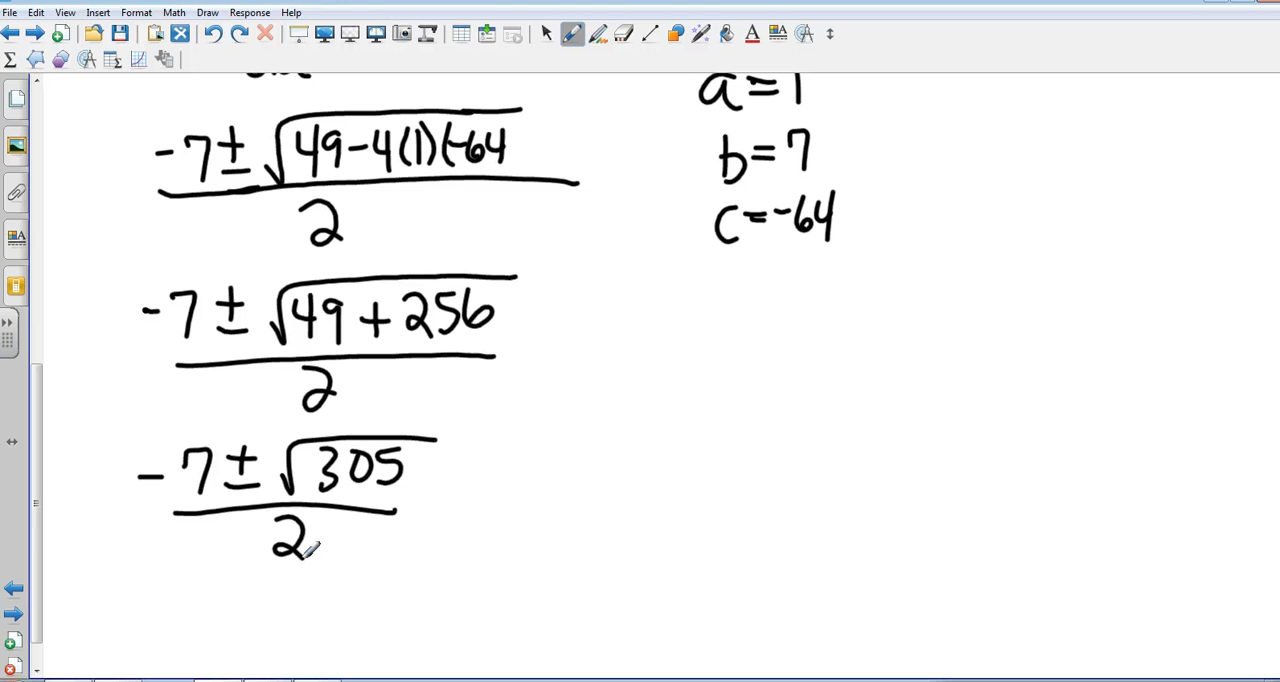 File Edit View Insert Format Math Draw Response Help
a = 1
-7 ± √49 - 4(1)(-64
2
b = 7
c = -64
-7 ± √49 + 256
2
-7 ± √305
2